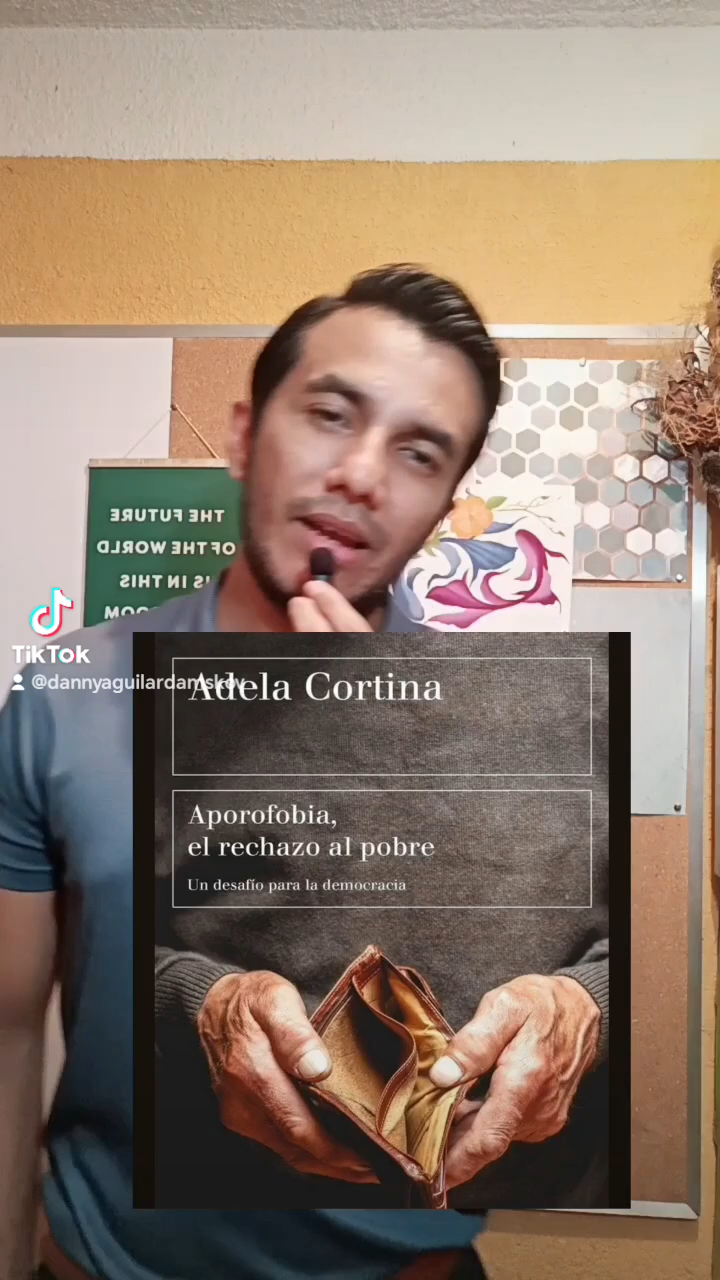 THE FUTURE
OF THE WORLD
IS IN THIS
TikTok
@dannyaguilardamskov
Adela Cortina
Aporofobia,
el rechazo al pobre
Un desafío para la democracia